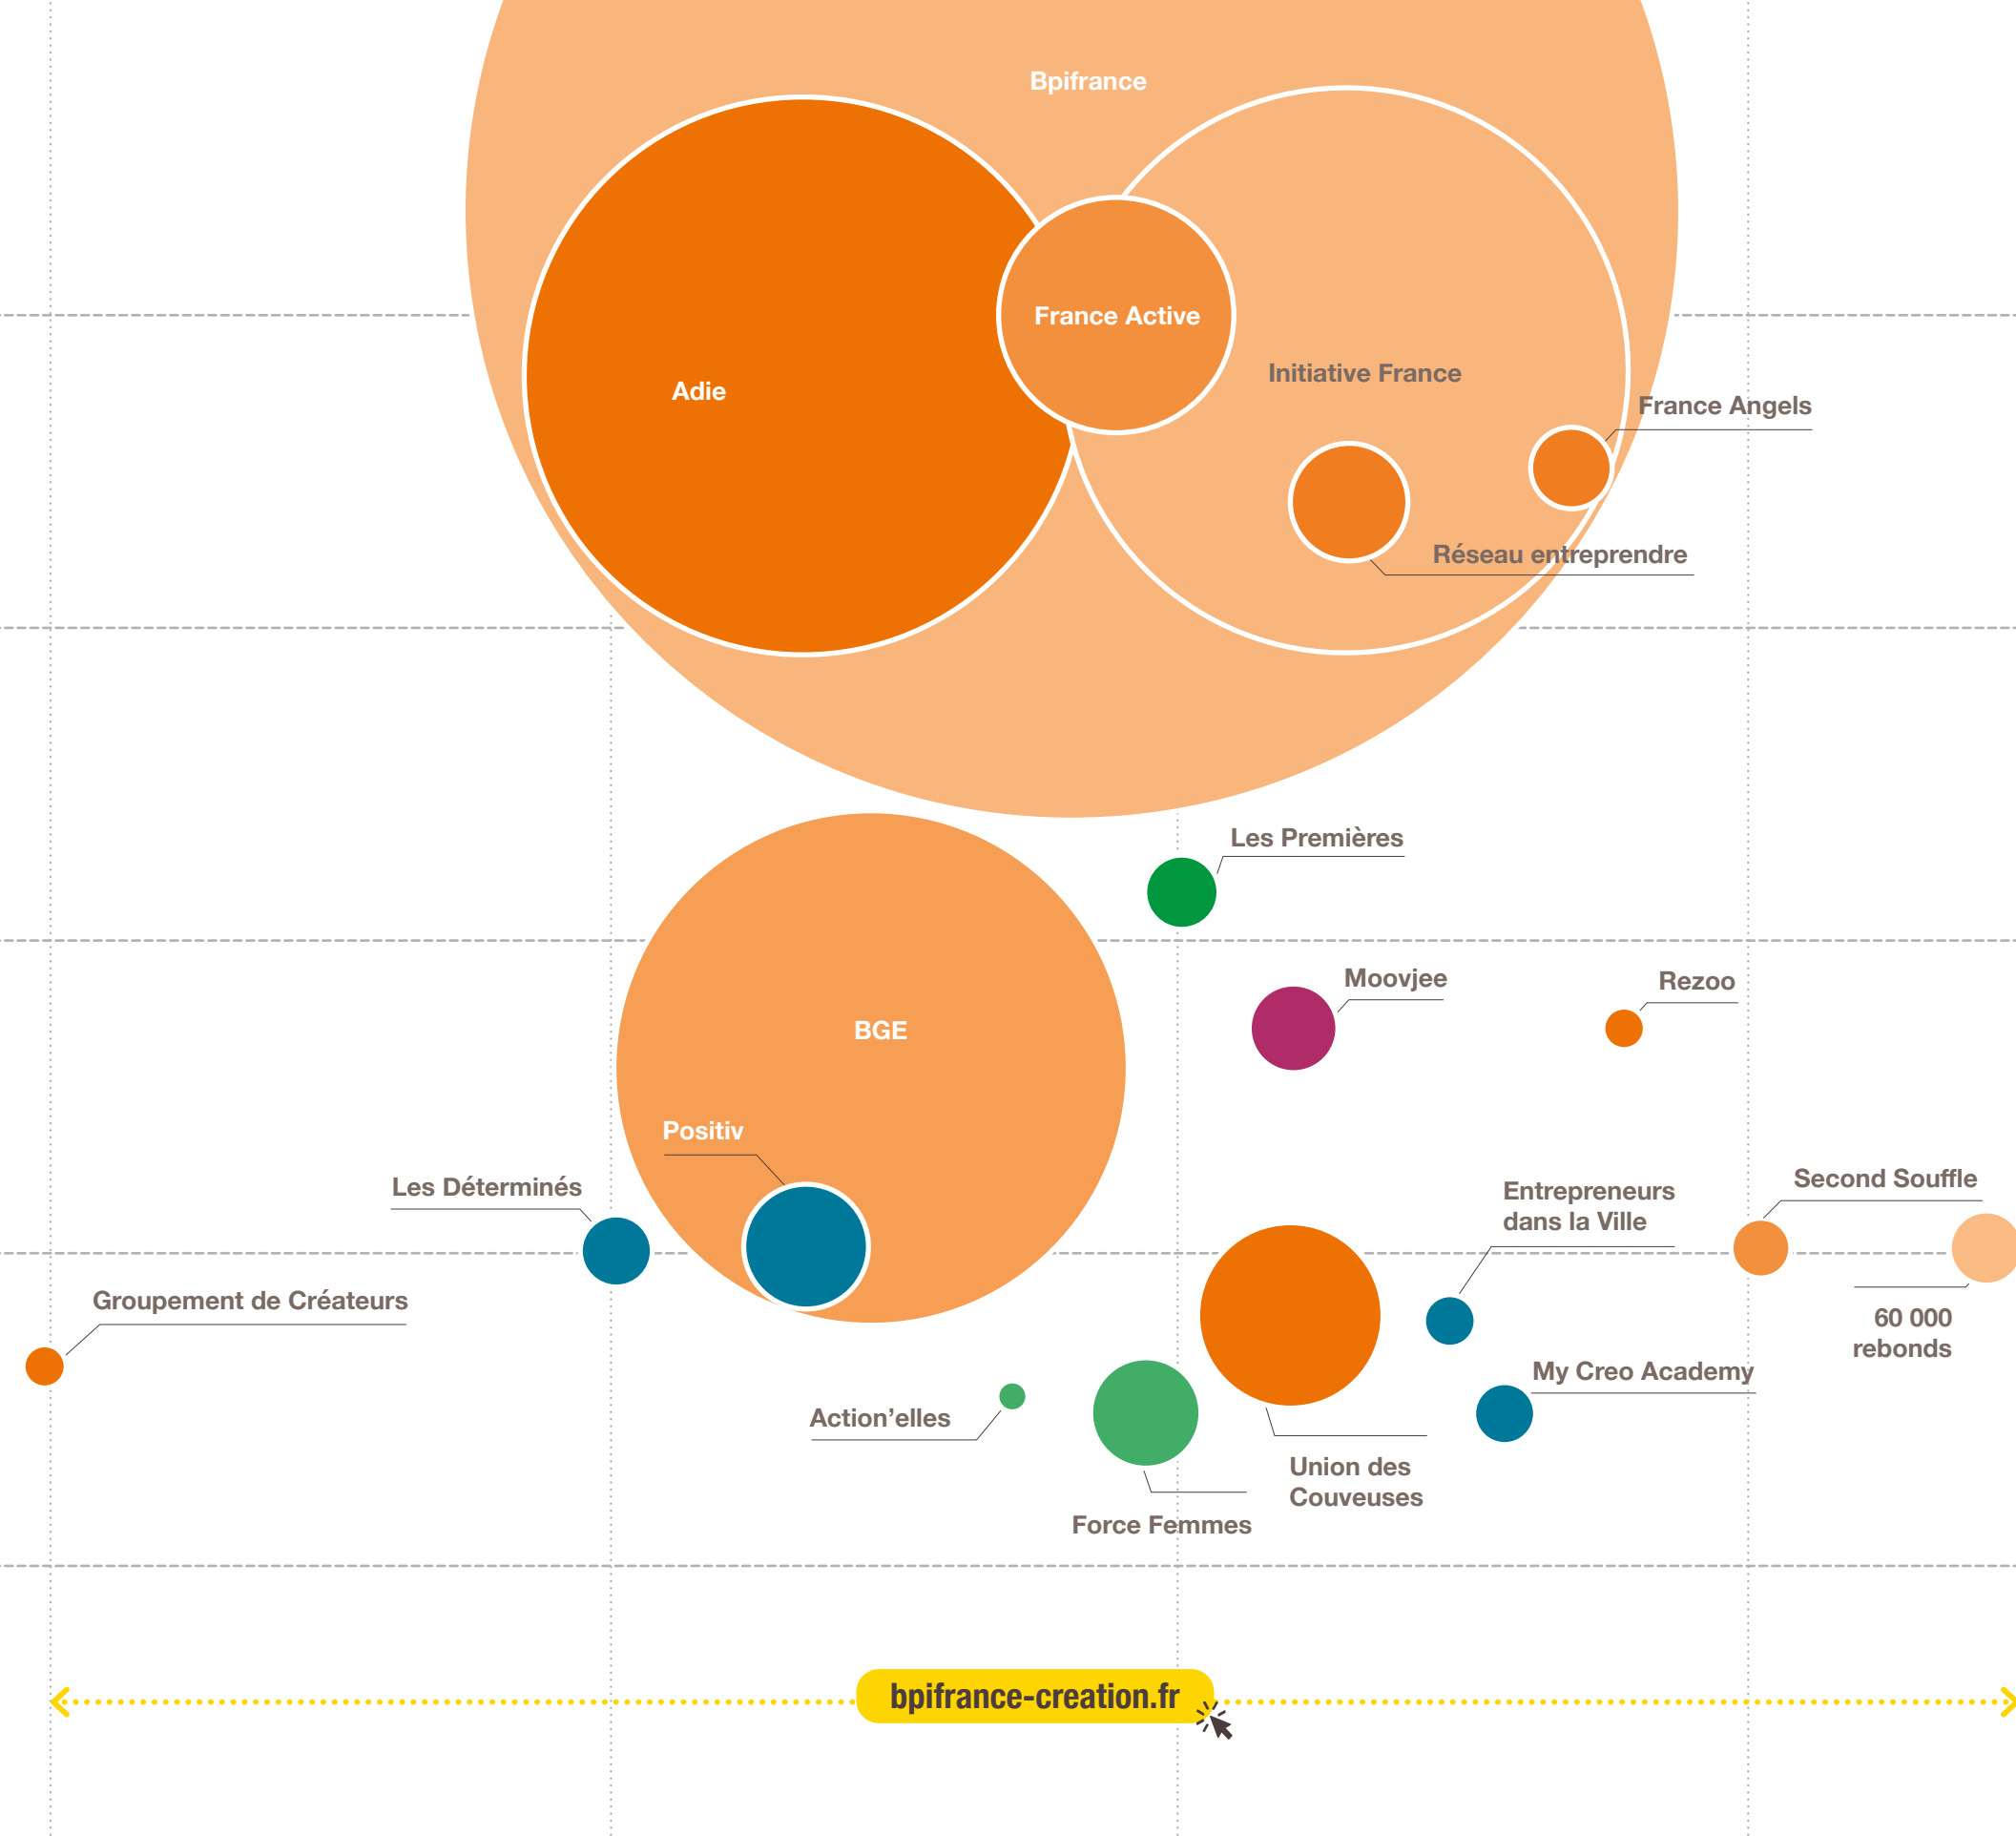 Bpifrance
France Active
Initiative France
Adie
France Angels
Réseau entreprendre
Les Premières
Moovjee
Rezoo
BGE
Positiv
Les Déterminés
Second Souffle
Entrepreneurs
dans la Ville
Groupement de Créateurs
60 000
rebonds
My Creo Academy
Action’elles
Union des
Couveuses
Force Femmes
bpifrance-creation.fr